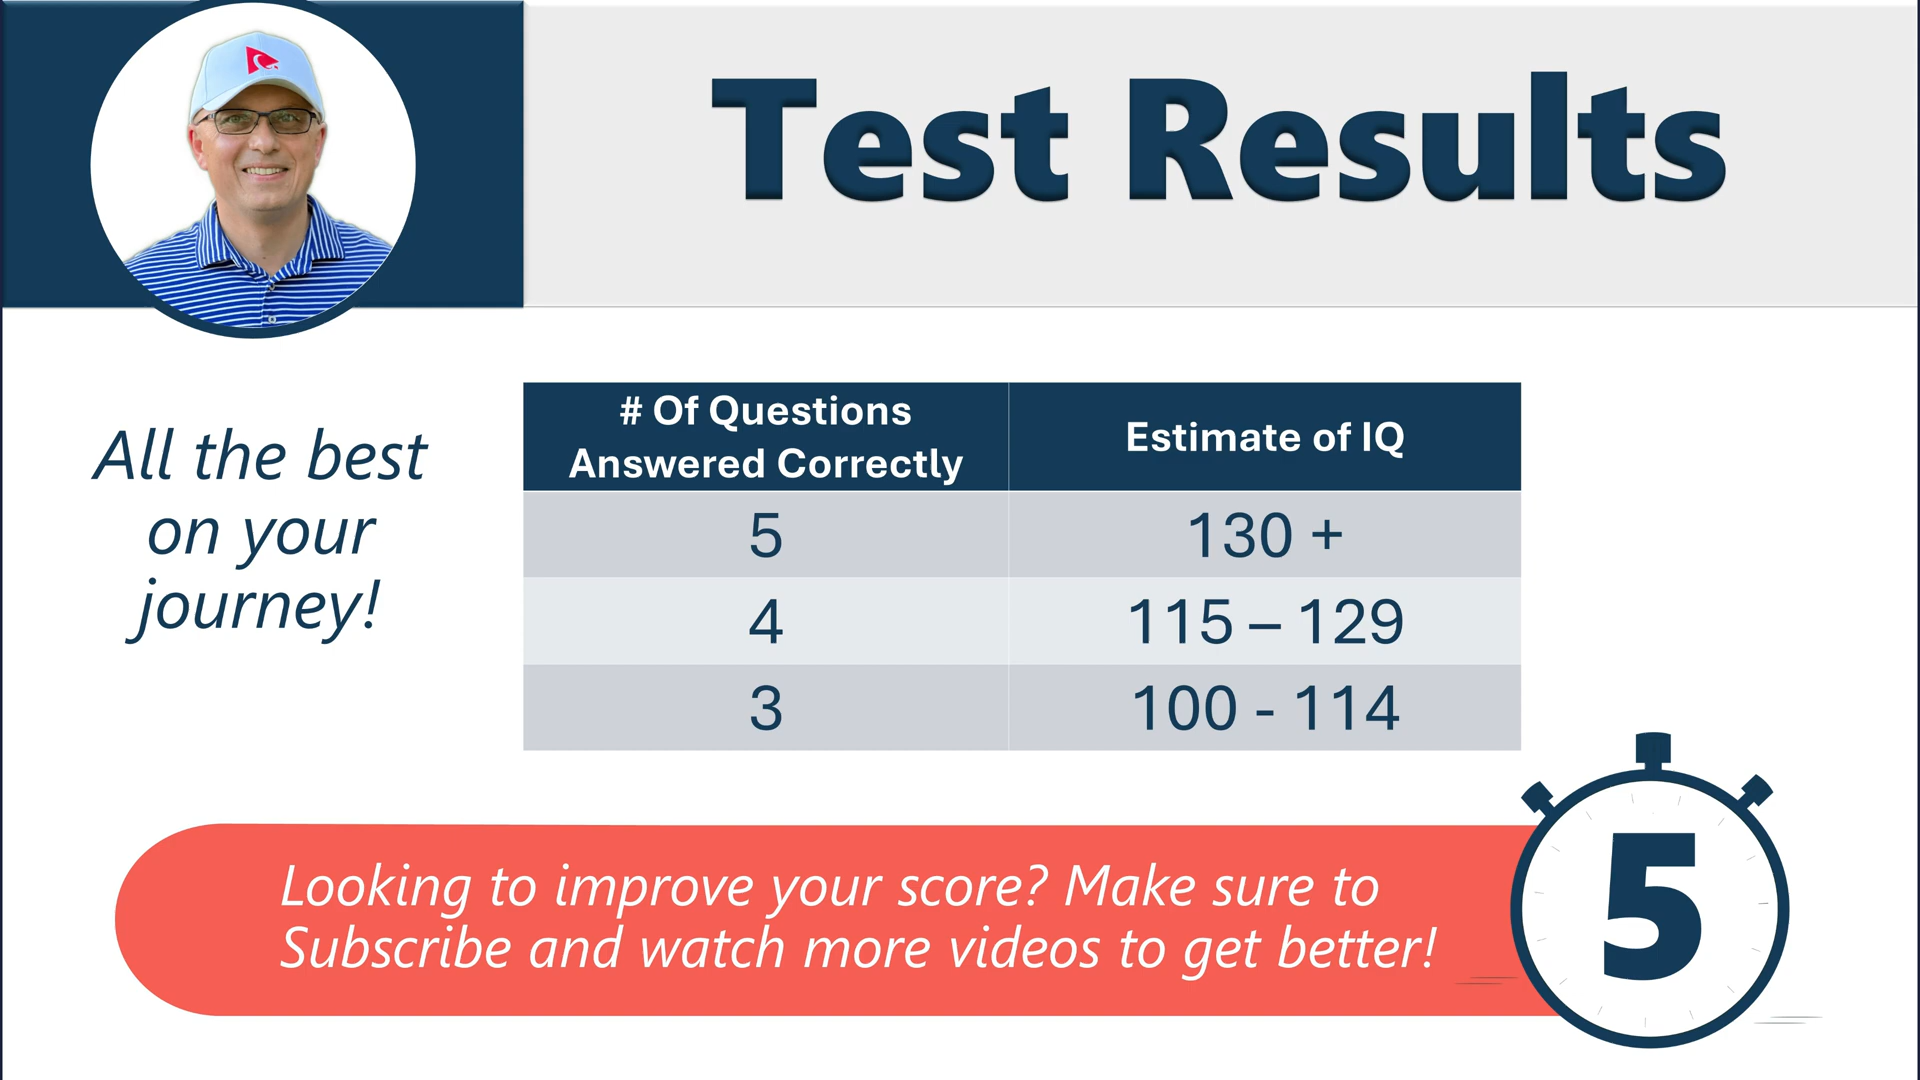 Test Results
All the best
on your
journey!
# Of Questions
Answered Correctly
Estimate of IQ
5
130 +
4
115 – 129
3
100 - 114
Looking to improve your score? Make sure to
Subscribe and watch more videos to get better!
5